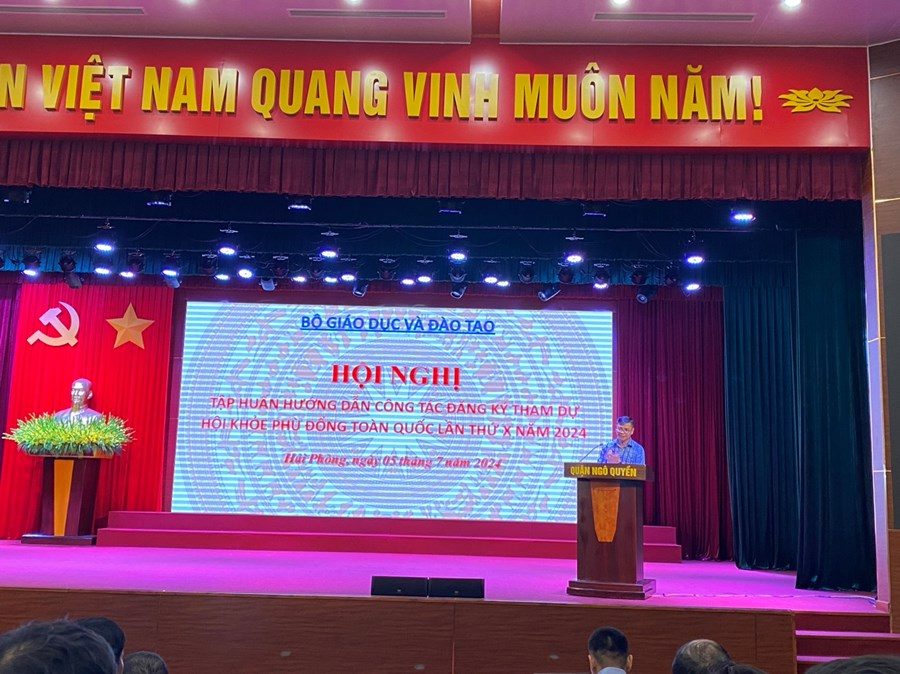 N VIỆT NAM QUANG VINH MUÔN NĂM!
BỘ GIÁO DỤC VÀ ĐÀO TẠO
HỘI NGHỊ
TẬP HUẤN HƯỚNG DẪN CÔNG TÁC ĐĂNG KÝ THAM DỰ
HỘI KHỎE PHÙ ĐỔNG TOÀN QUỐC LẦN THỨ X NĂM 2024
Hải Phòng, ngày 05 tháng 7 năm 2024
QUẬN NGÔ QUYỀN